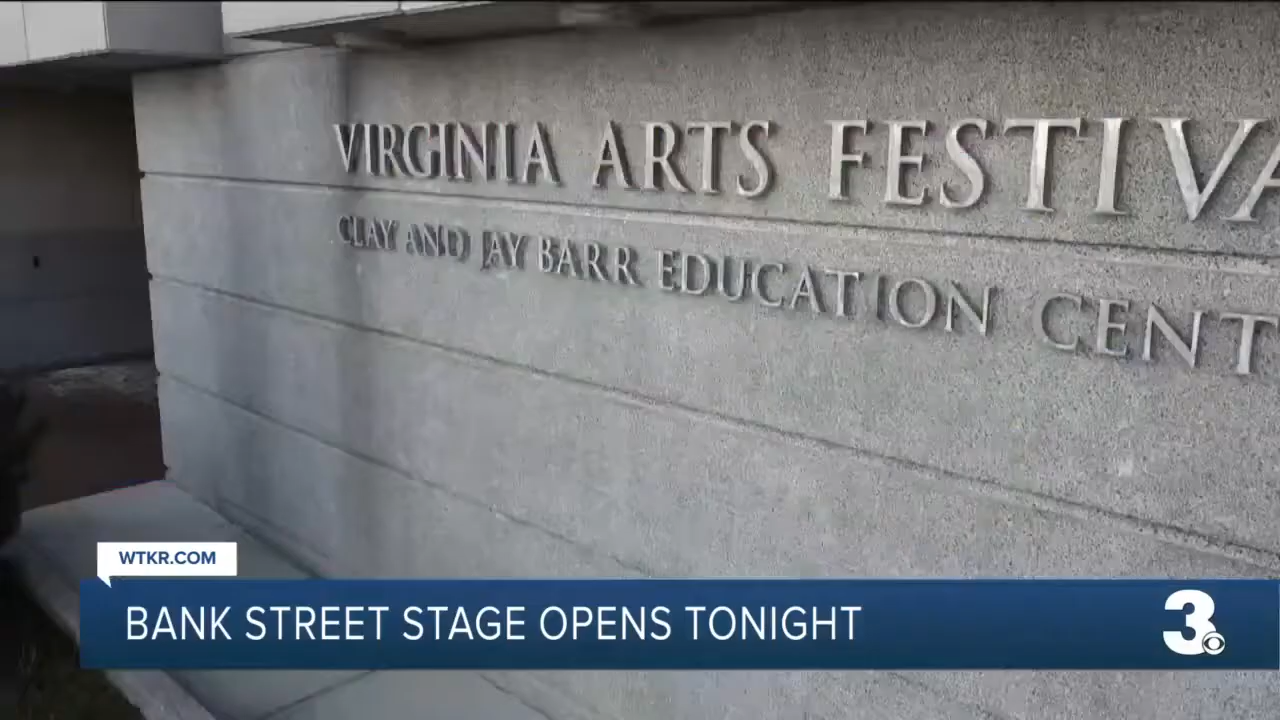 VIRGINIA ARTS FESTIVA
CLAY AND JAY BARR EDUCATION CENT
WTKR.COM
BANK STREET STAGE OPENS TONIGHT
3